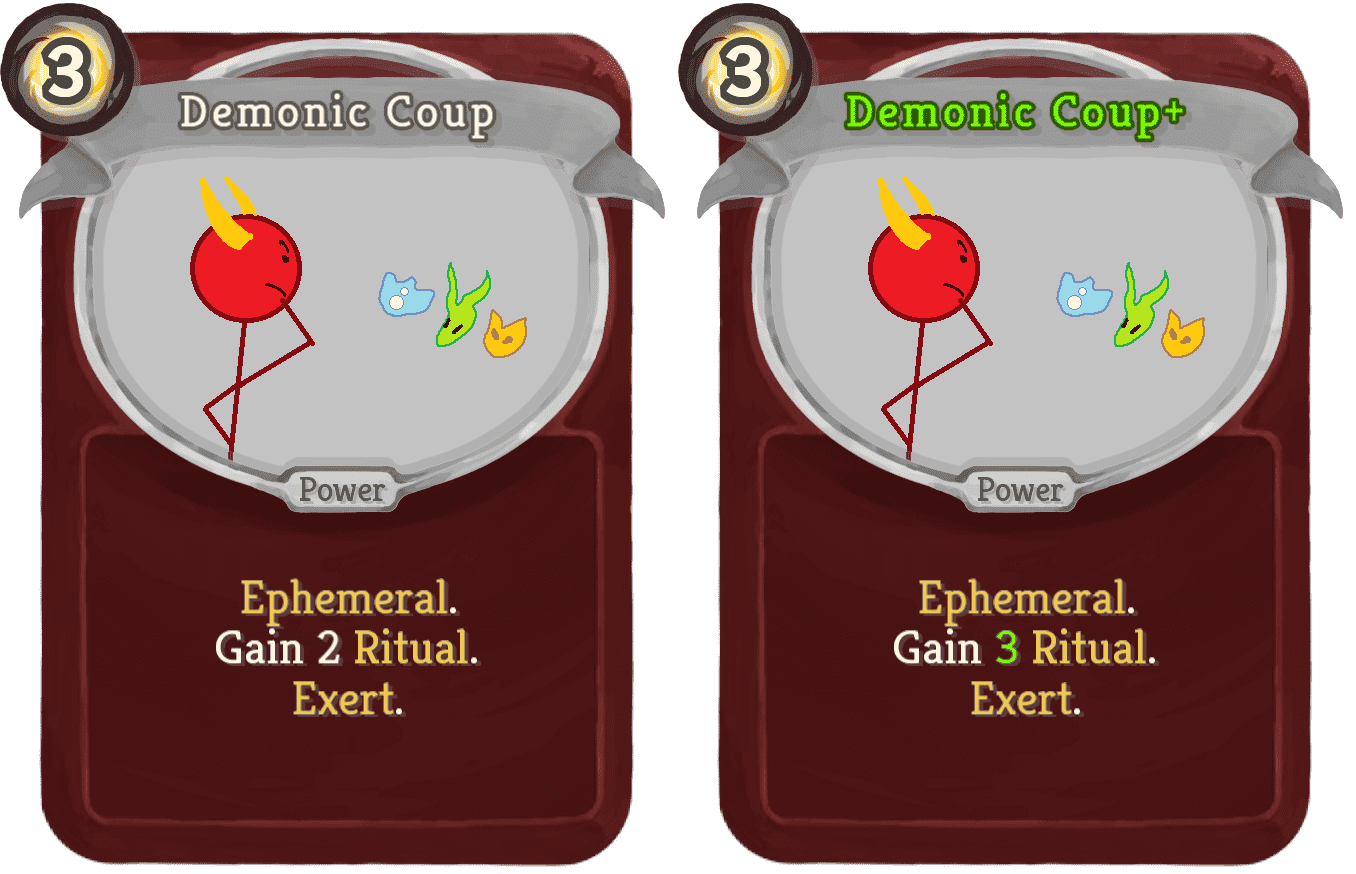 3
Demonic Coup
Power
Ephemeral.
Gain 2 Ritual.
Exert.
3
Demonic Coup+
Power
Ephemeral.
Gain 3 Ritual.
Exert.